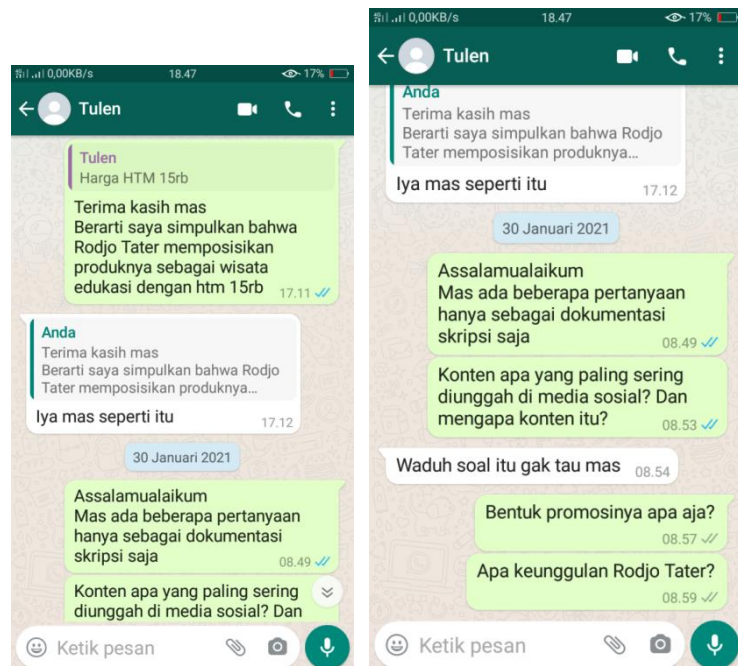 0,00KB/s 18.47 17%
Tulen
Tulen
Harga HTM 15rb
Terima kasih mas
Berarti saya simpulkan bahwa
Rodjo Tater memposisikan
produknya sebagai wisata
edukasi dengan htm 15rb 17.11
Anda
Terima kasih mas
Berarti saya simpulkan bahwa Rodjo
Tater memposisikan produknya…
Iya mas seperti itu 17.12
30 Januari 2021
Assalamualaikum
Mas ada beberapa pertanyaan
hanya sebagai dokumentasi
skripsi saja 08.49
Konten apa yang paling sering
diunggah di media sosial? Dan
Ketik pesan
0,00KB/s 18.47 17%
Tulen
Anda
Terima kasih mas
Berarti saya simpulkan bahwa Rodjo
Tater memposisikan produknya…
Iya mas seperti itu 17.12
30 Januari 2021
Assalamualaikum
Mas ada beberapa pertanyaan
hanya sebagai dokumentasi
skripsi saja 08.49
Konten apa yang paling sering
diunggah di media sosial? Dan
mengapa konten itu? 08.53
Waduh soal itu gak tau mas 08.54
Bentuk promosinya apa aja?
08.57
Apa keunggulan Rodjo Tater?
08.59
Ketik pesan